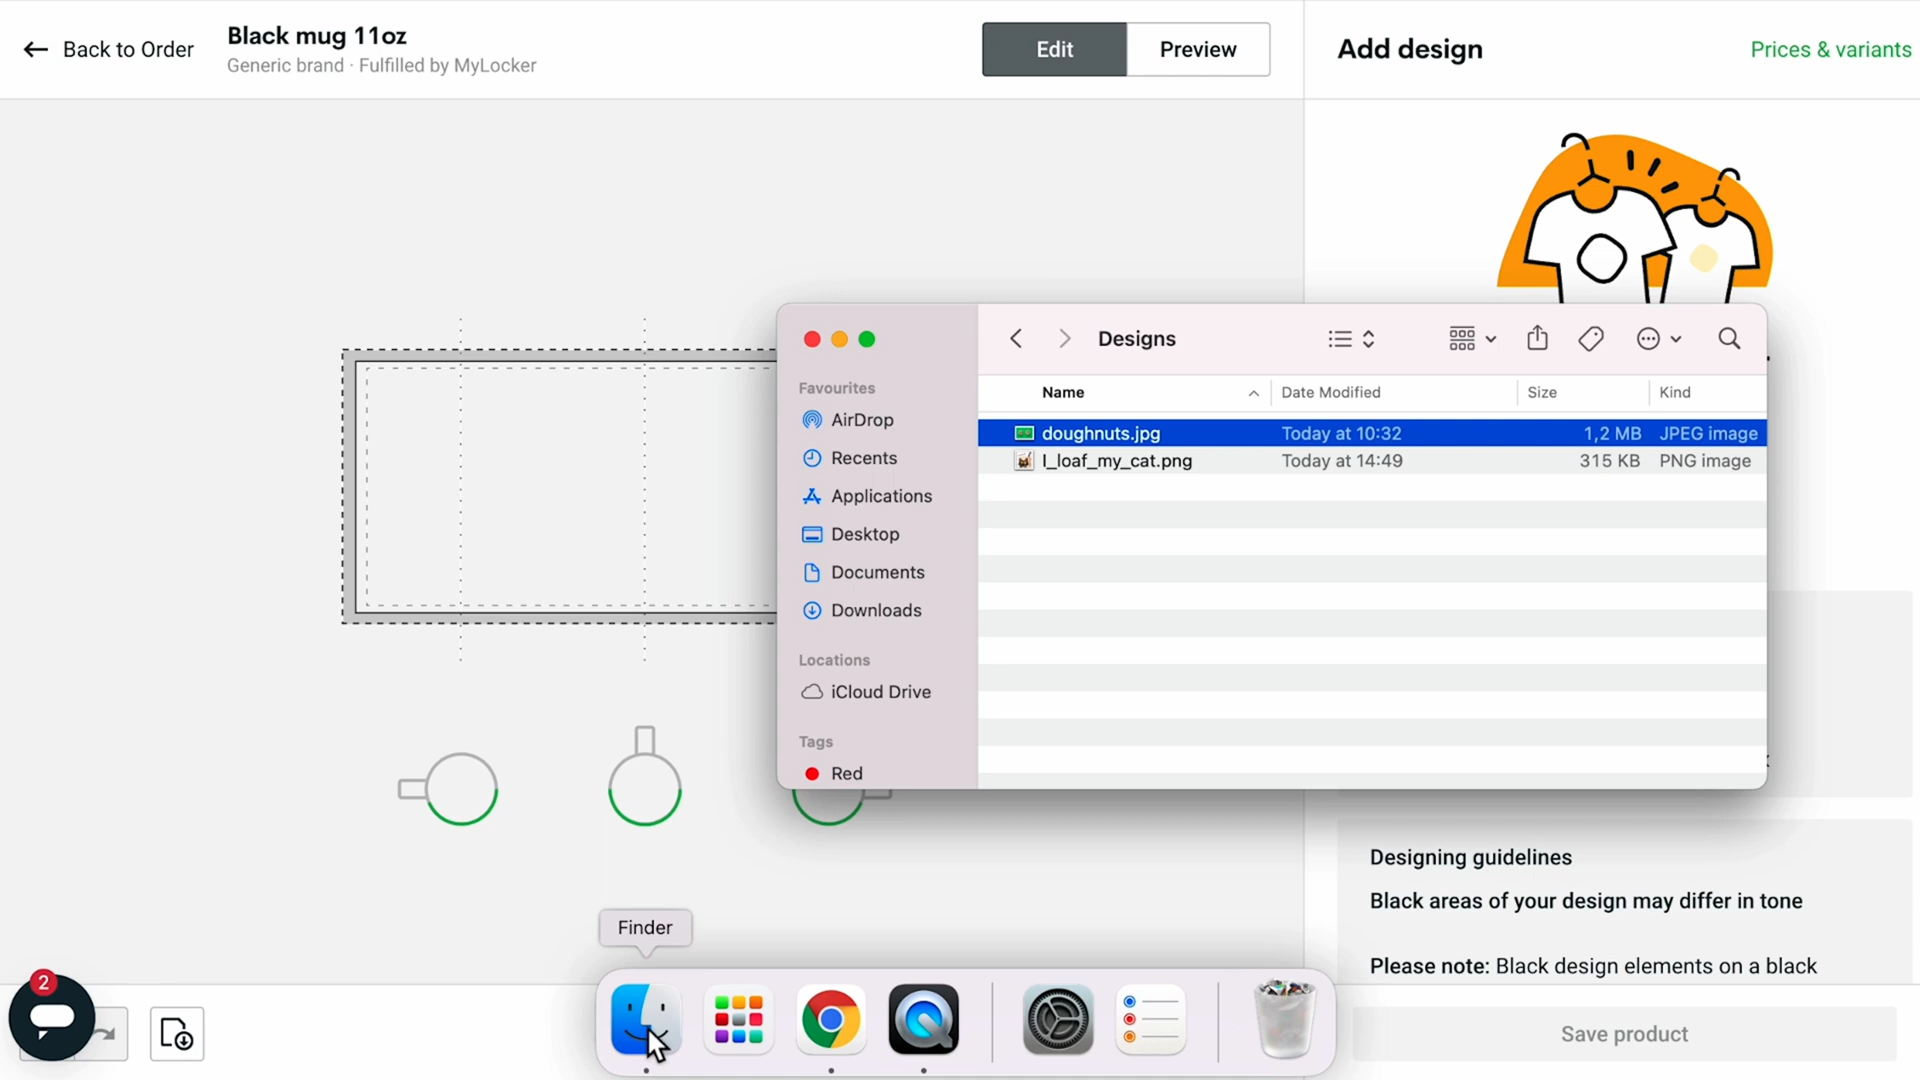 Back to Order
Black mug 11oz
Generic brand · Fulfilled by MyLocker
Edit
Preview
Add design
Prices & variants
Designs
Favourites
AirDrop
Recents
Applications
Desktop
Documents
Downloads
Locations
iCloud Drive
Tags
Red
Name
Date Modified
Size
Kind
doughnuts.jpg
Today at 10:32
1,2 MB
JPEG image
I_loaf_my_cat.png
Today at 14:49
315 KB
PNG image
Designing guidelines
Black areas of your design may differ in tone
Please note: Black design elements on a black
Finder
2
Save product